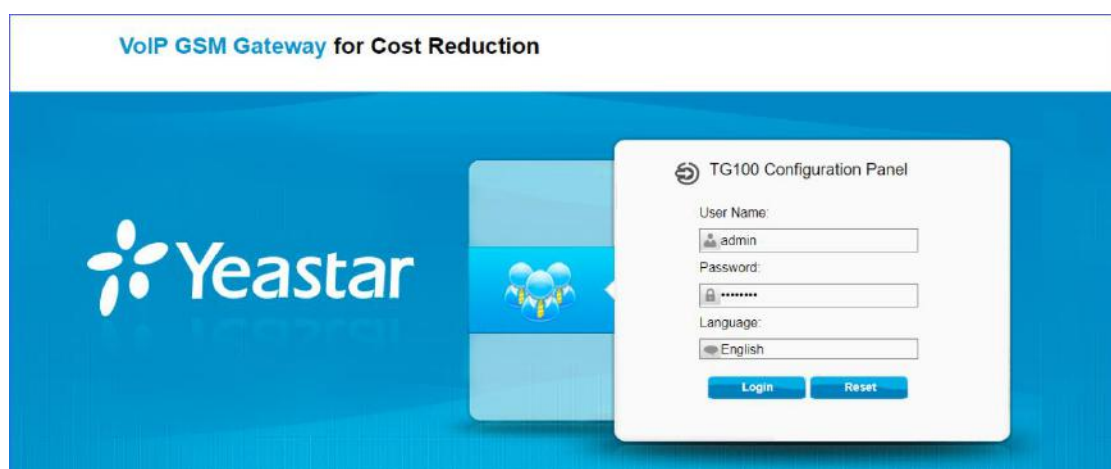 VoIP GSM Gateway for Cost Reduction
Yeastar
TG100 Configuration Panel
User Name:
admin
Password:
••••••••
Language:
English
Login Reset